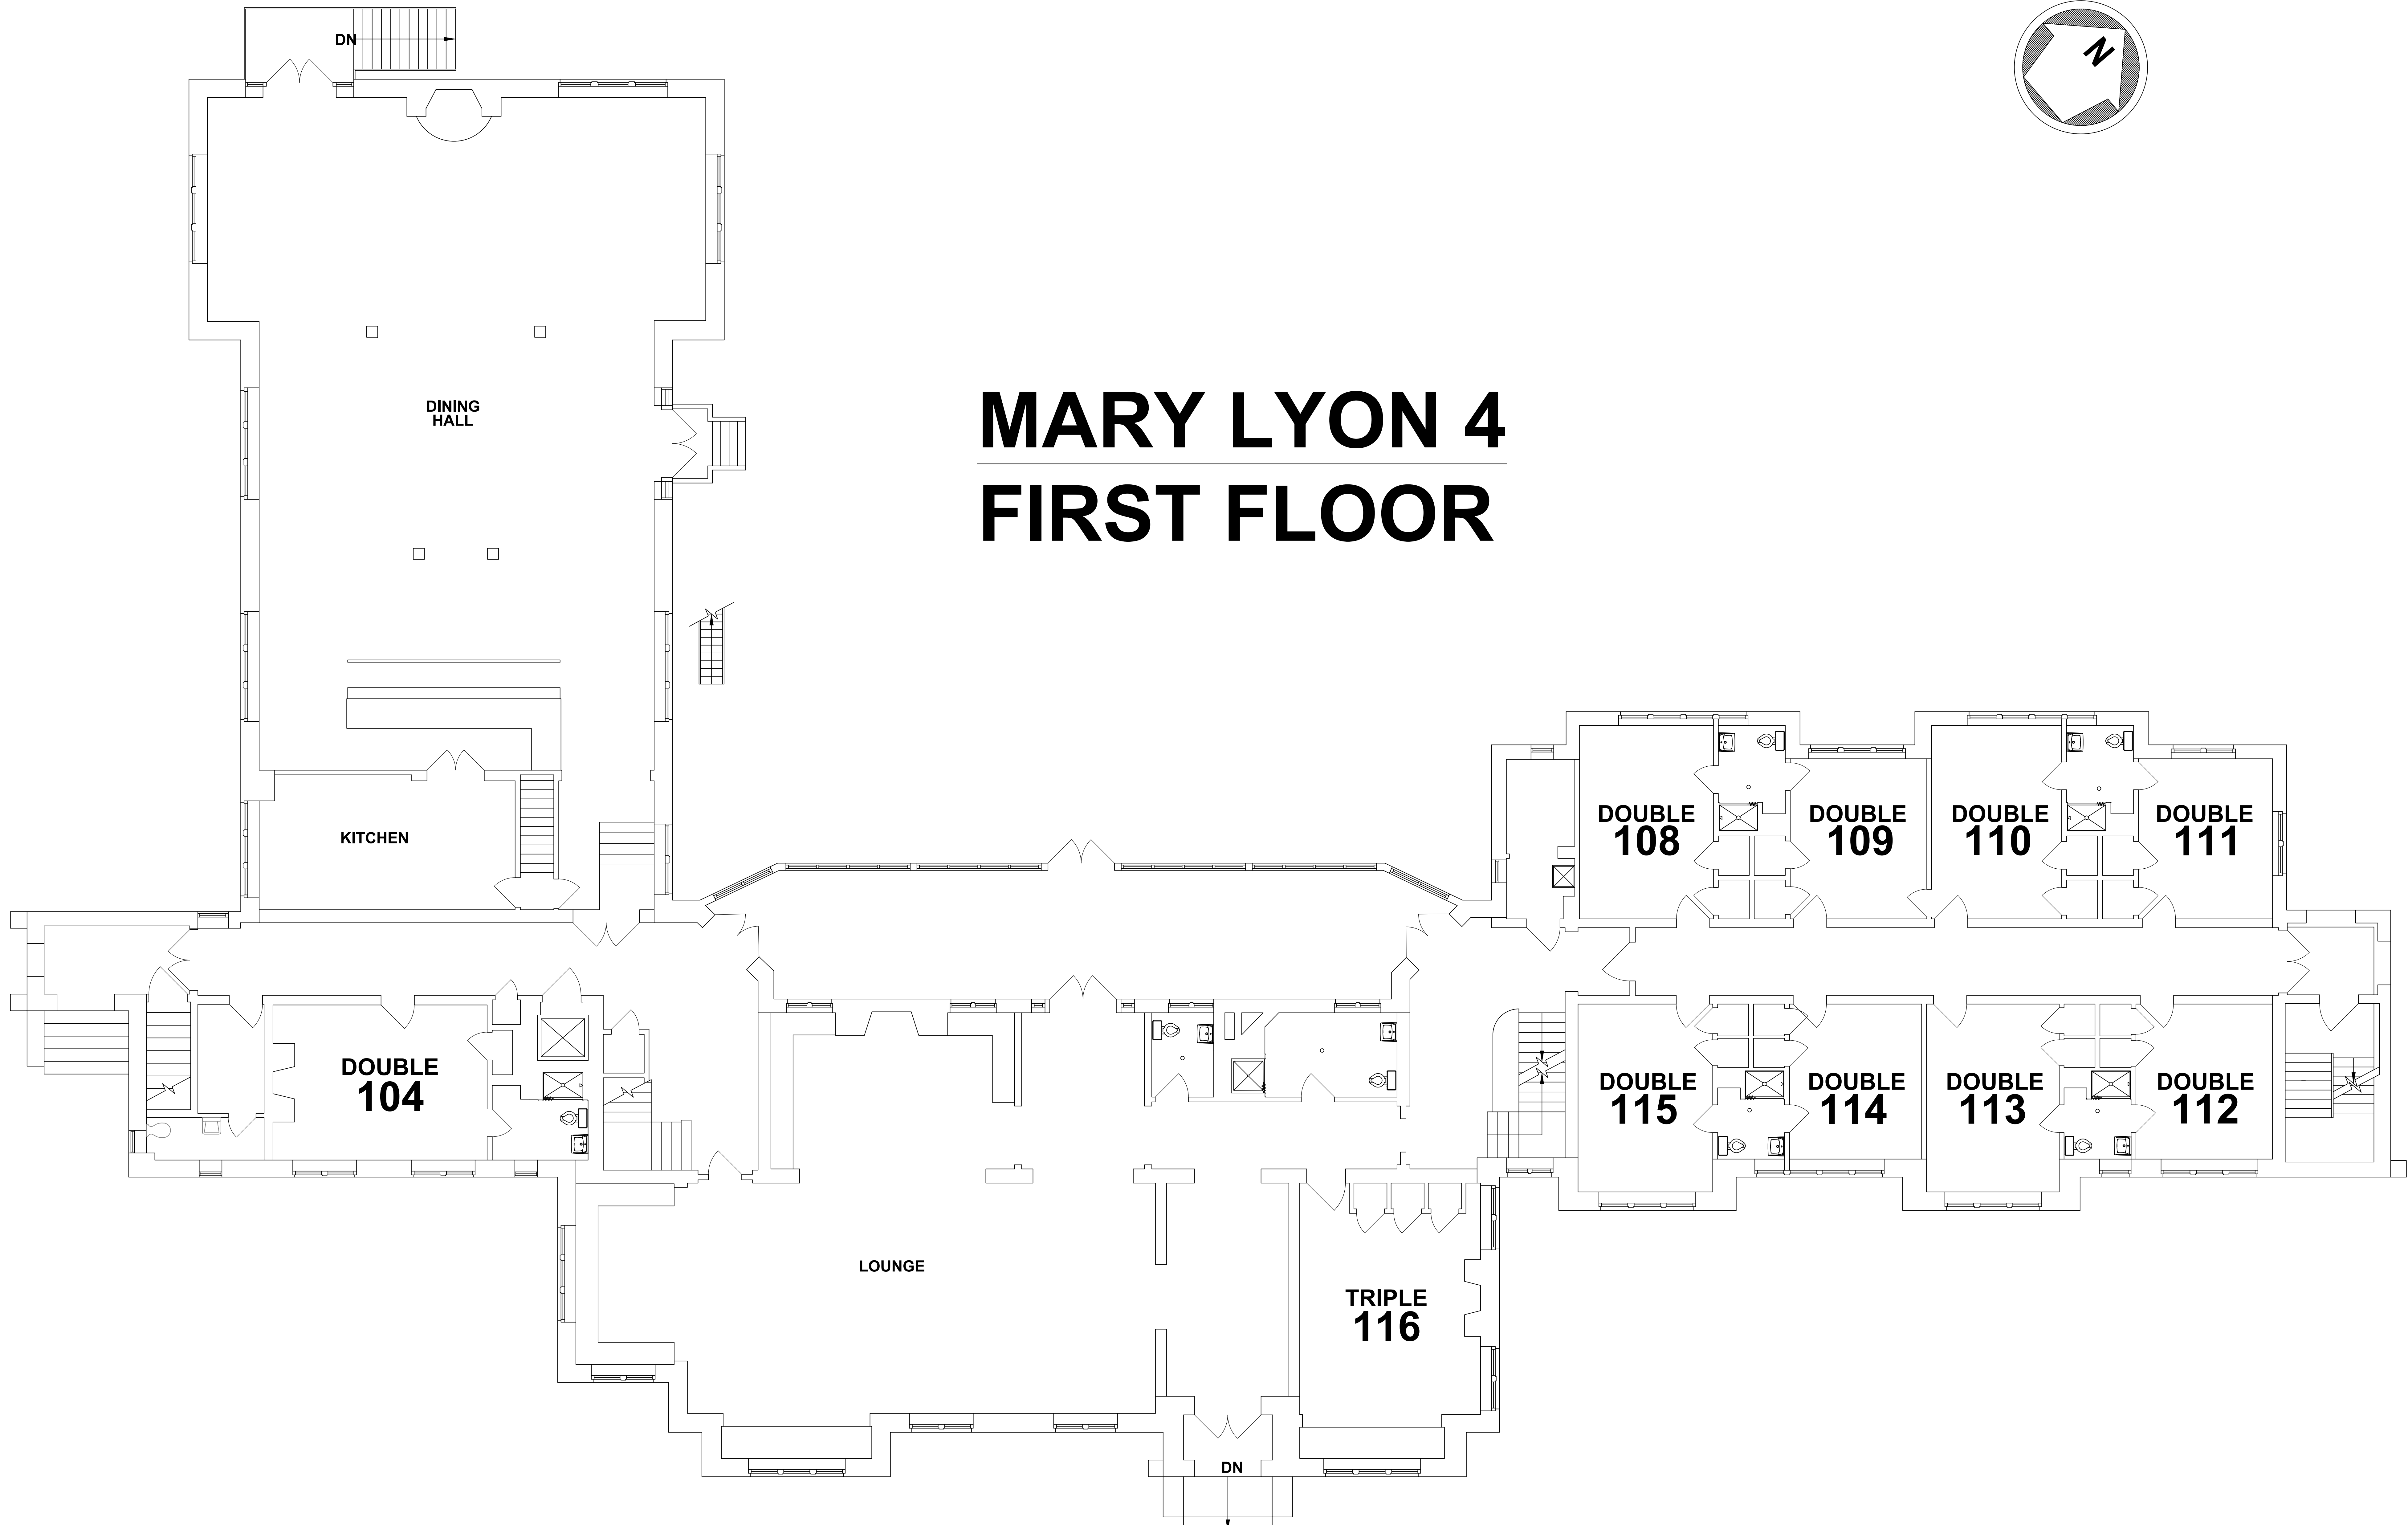 DN
N
MARY LYON 4
FIRST FLOOR
DINING
HALL
KITCHEN
DOUBLE
108
DOUBLE
109
DOUBLE
110
DOUBLE
111
DOUBLE
104
DOUBLE
115
DOUBLE
114
DOUBLE
113
DOUBLE
112
LOUNGE
TRIPLE
116
DN